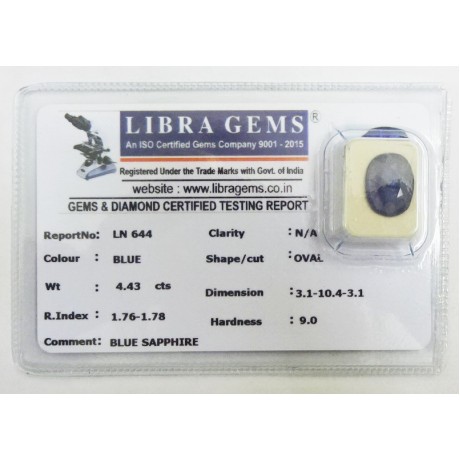 LIBRA GEMS ®
An ISO Certified Gems Company 9001 - 2015
Registered Under the Trade Marks with Govt. of India
website : www.libragems.co.in
GEMS & DIAMOND CERTIFIED TESTING REPORT
ReportNo: LN 644 Clarity : N/A
Colour : BLUE Shape/cut : OVAL
Wt : 4.43 cts Dimension : 3.1-10.4-3.1
R.Index : 1.76-1.78 Hardness : 9.0
Comment: BLUE SAPPHIRE